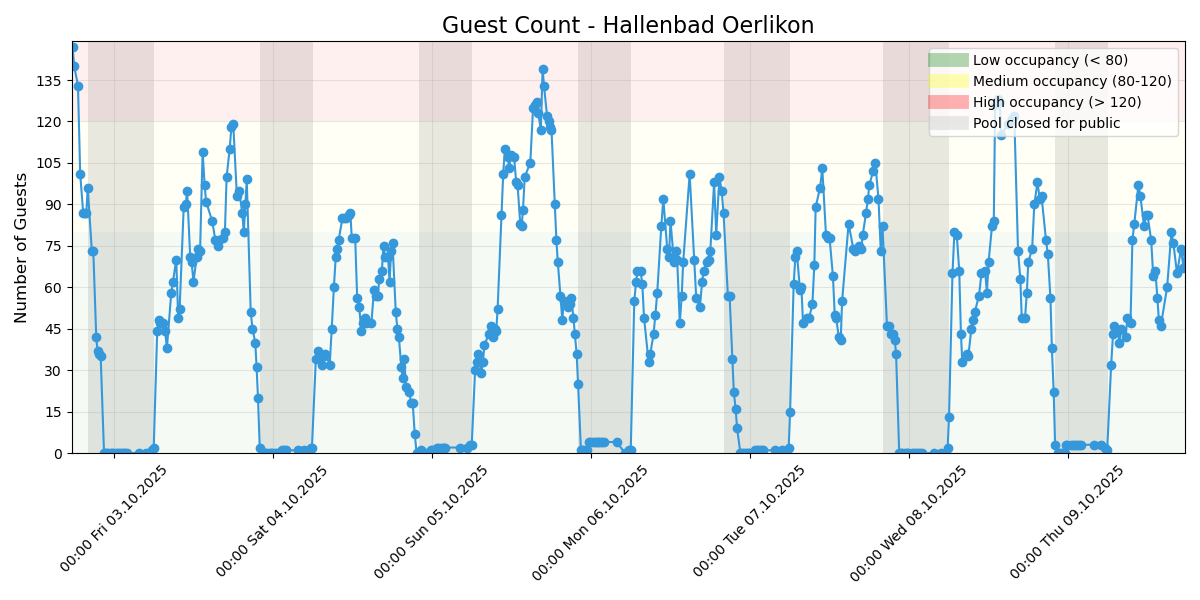 Guest Count - Hallenbad Oerlikon
Number of Guests
135
120
105
90
75
60
45
30
15
0
Low occupancy (< 80)
Medium occupancy (80-120)
High occupancy (> 120)
Pool closed for public
00:00 Fri 03.10.2025
00:00 Sat 04.10.2025
00:00 Sun 05.10.2025
00:00 Mon 06.10.2025
00:00 Tue 07.10.2025
00:00 Wed 08.10.2025
00:00 Thu 09.10.2025